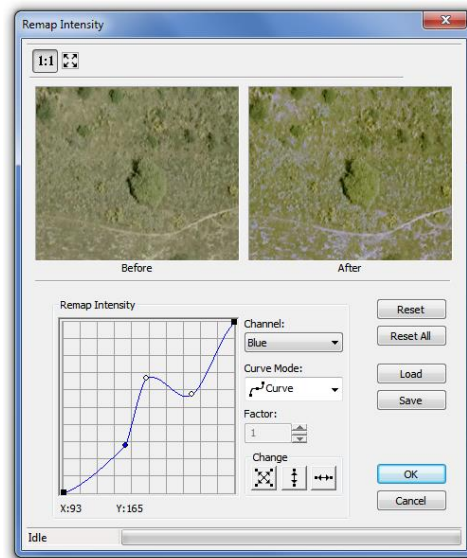 Remap Intensity
1:1
Before
After
Remap Intensity
Channel:
Blue
Curve Mode:
Curve
Factor:
1
Change
X:93 Y:165
Reset
Reset All
Load
Save
OK
Cancel
Idle